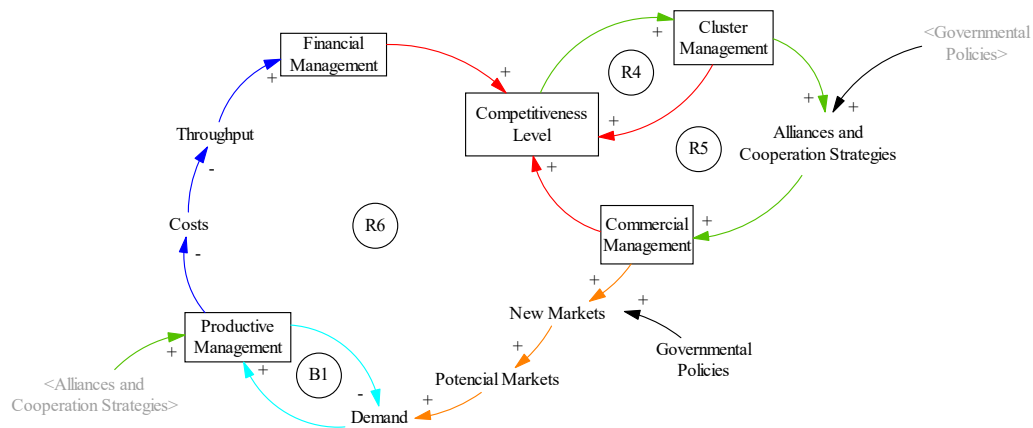 Financial
Management
+
Throughput
+
-
Costs
-
Productive
Management
+
<Alliances and
Cooperation Strategies>
B1
+
-
Demand
+
Potencial Markets
+
New Markets
+
+
Governmental
Policies
R6
Competitiveness
Level
+
+
+
R4
+
Cluster
Management
R5
<Governmental
Policies>
+
+
Alliances and
Cooperation Strategies
Commercial
Management
+